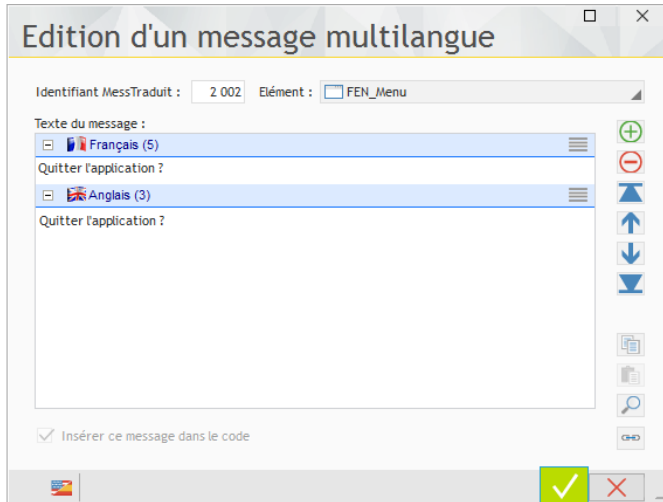 Edition d'un message multilangue
Identifiant MessTraduit : 2 002 Elément : FEN_Menu
Texte du message :
Français (5)
Quitter l'application ?
Anglais (3)
Quitter l'application ?
Insérer ce message dans le code